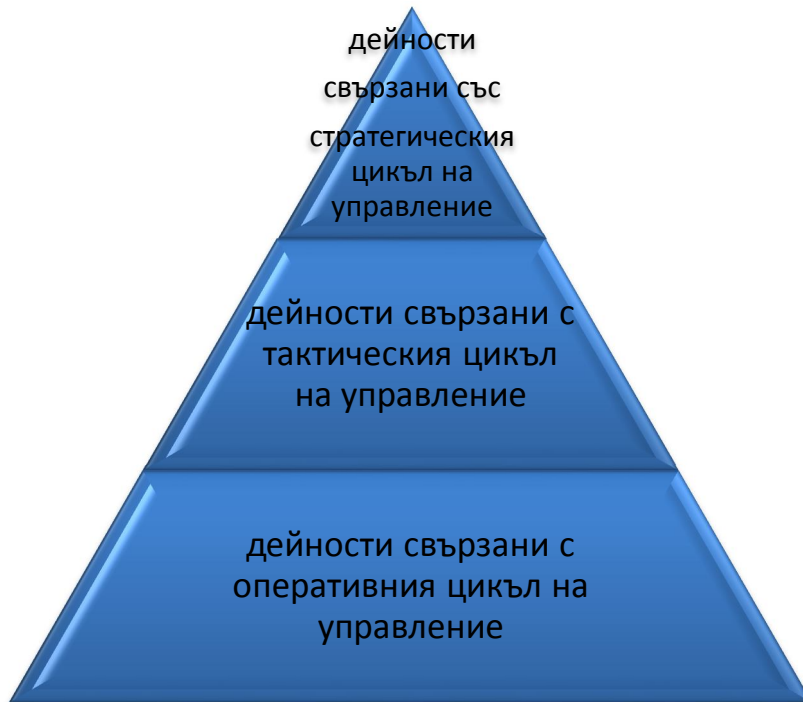 дейности
свързани със
стратегическия
цикъл на
управление
дейности свързани с
тактическия цикъл
на управление
дейности свързани с
оперативния цикъл на
управление